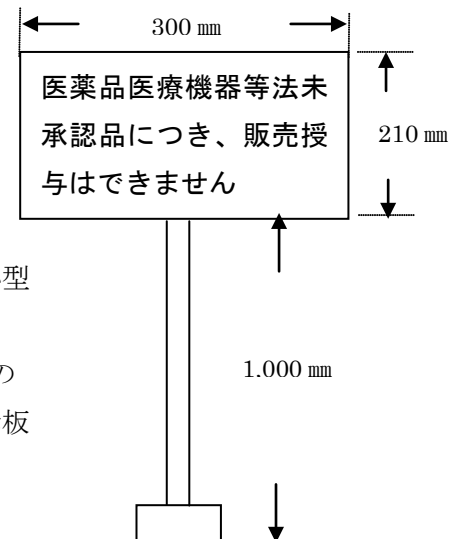 300 ㎜
医薬品医療機器等法未
承認品につき、販売授
与はできません
210 ㎜
型
の
板
1.000 ㎜